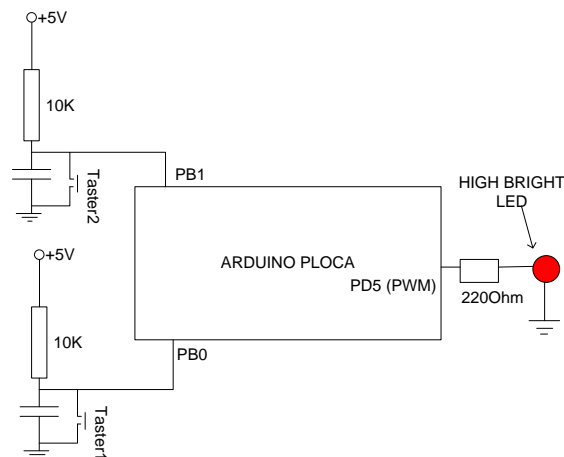 +5V
10K
PB1
Taster2
HIGH BRIGHT
LED
+5V
ARDUINO PLOCA
PD5 (PWM)
220Ohm
10K
PB0
Taster1